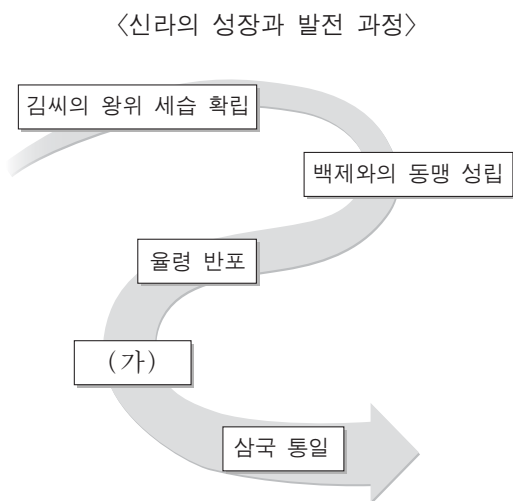 〈신라의 성장과 발전 과정〉
김씨의 왕위 세습 확립
백제와의 동맹 성립
율령 반포
(가)
삼국 통일